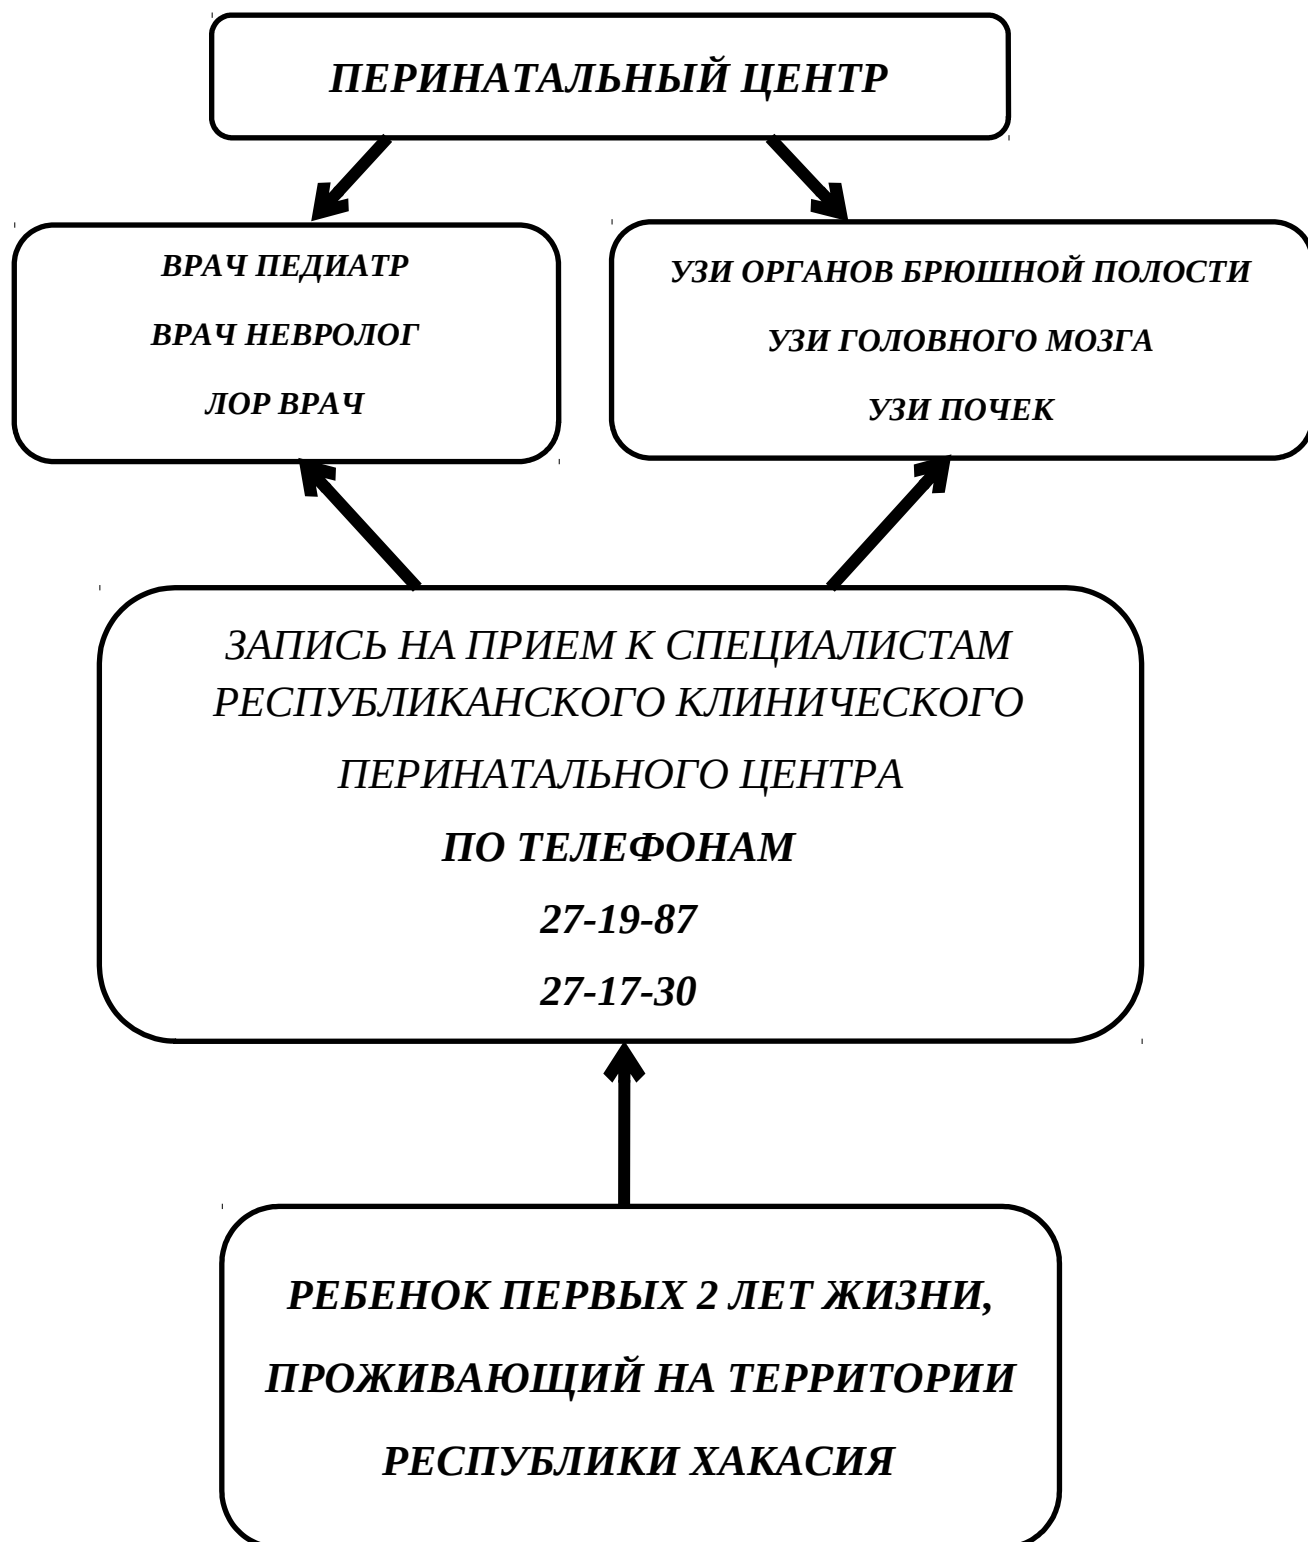 ПЕРИНАТАЛЬНЫЙ ЦЕНТР
ВРАЧ ПЕДИАТР
ВРАЧ НЕВРОЛОГ
ЛОР ВРАЧ
УЗИ ОРГАНОВ БРЮШНОЙ ПОЛОСТИ
УЗИ ГОЛОВНОГО МОЗГА
УЗИ ПОЧЕК
ЗАПИСЬ НА ПРИЕМ К СПЕЦИАЛИСТАМ
РЕСПУБЛИКАНСКОГО КЛИНИЧЕСКОГО
ПЕРИНАТАЛЬНОГО ЦЕНТРА
ПО ТЕЛЕФОНАМ
27-19-87
27-17-30
РЕБЕНОК ПЕРВЫХ 2 ЛЕТ ЖИЗНИ,
ПРОЖИВАЮЩИЙ НА ТЕРРИТОРИИ
РЕСПУБЛИКИ ХАКАСИЯ